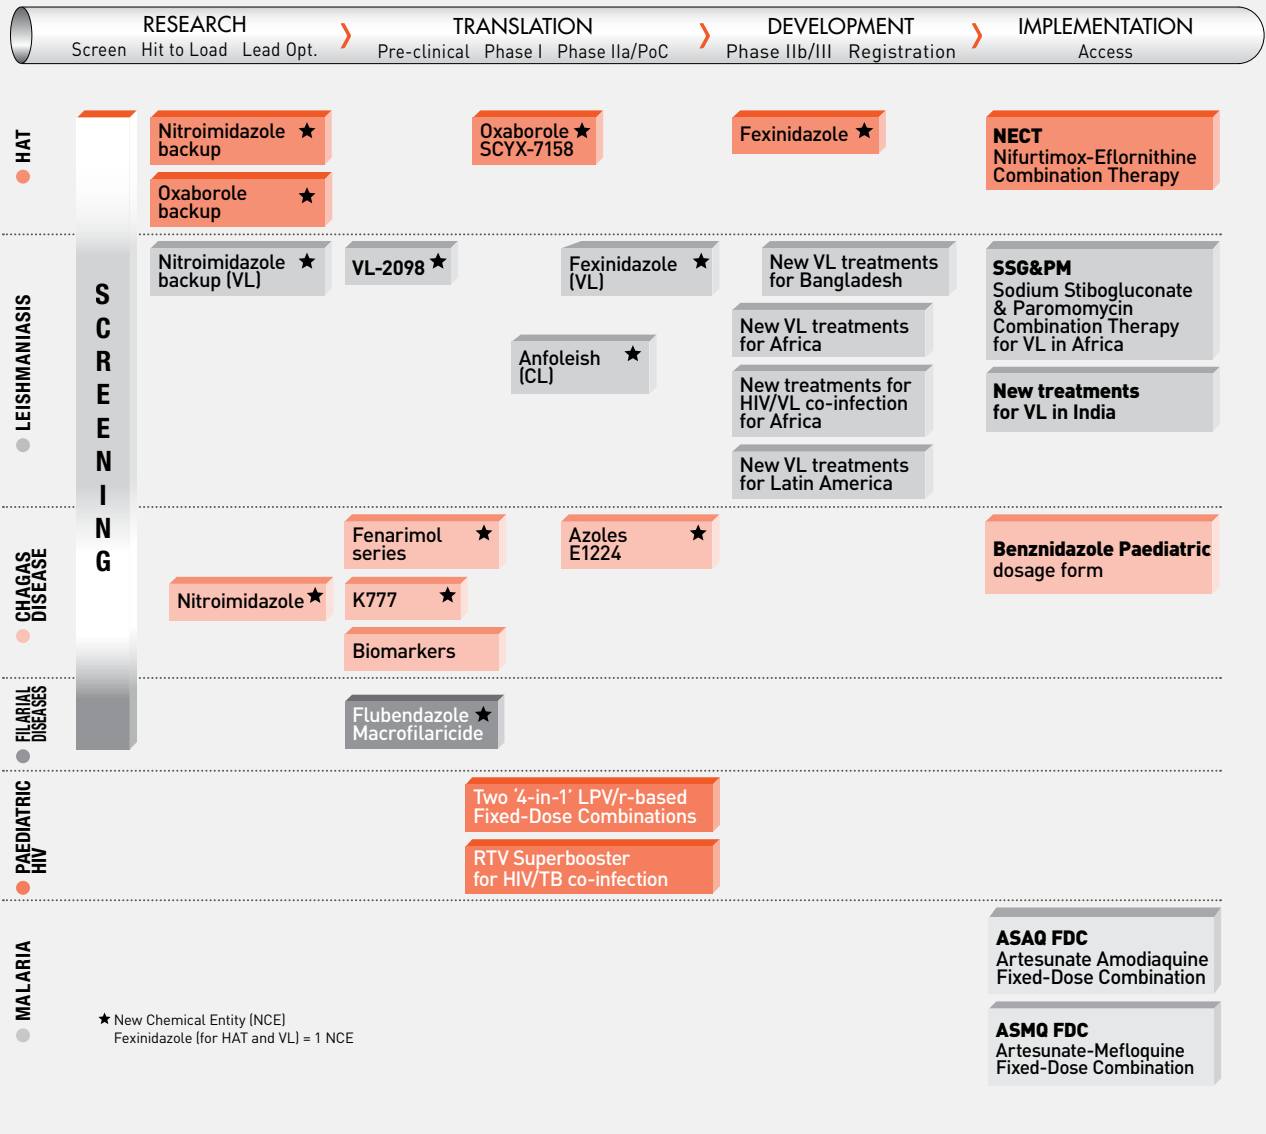 RESEARCH
Screen Hit to Load Lead Opt.
TRANSLATION
Pre-clinical Phase I Phase IIa/PoC
DEVELOPMENT
Phase IIb/III Registration
IMPLEMENTATION
Access
SCREENING
HAT
Nitroimidazole
backup
Oxaborole
backup
Oxaborole
SCYX-7158
Fexinidazole
NECT
Nifurtimox-Eflornithine
Combination Therapy
LEISHMANIASIS
Nitroimidazole
backup (VL)
VL-2098
Anfoleish
(CL)
Fexinidazole
(VL)
New VL treatments
for Bangladesh
New VL treatments
for Africa
New treatments for
HIV/VL co-infection
for Africa
New VL treatments
for Latin America
SSG&PM
Sodium Stibogluconate
& Paromomycin
Combination Therapy
for VL in Africa
New treatments
for VL in India
CHAGAS
DISEASE
Nitroimidazole
Fenarimol
series
K777
Biomarkers
Azoles
E1224
Benznidazole Paediatric
dosage form
FILARIAL
DISEASES
Flubendazole
Macrofilaricide
PAEDIATRIC
HIV
Two ‘4-in-1’ LPV/r-based
Fixed-Dose Combinations
RTV Superbooster
for HIV/TB co-infection
MALARIA
ASAQ FDC
Artesunate Amodiaquine
Fixed-Dose Combination
ASMQ FDC
Artesunate-Mefloquine
Fixed-Dose Combination
★ New Chemical Entity (NCE)
Fexinidazole (for HAT and VL) = 1 NCE